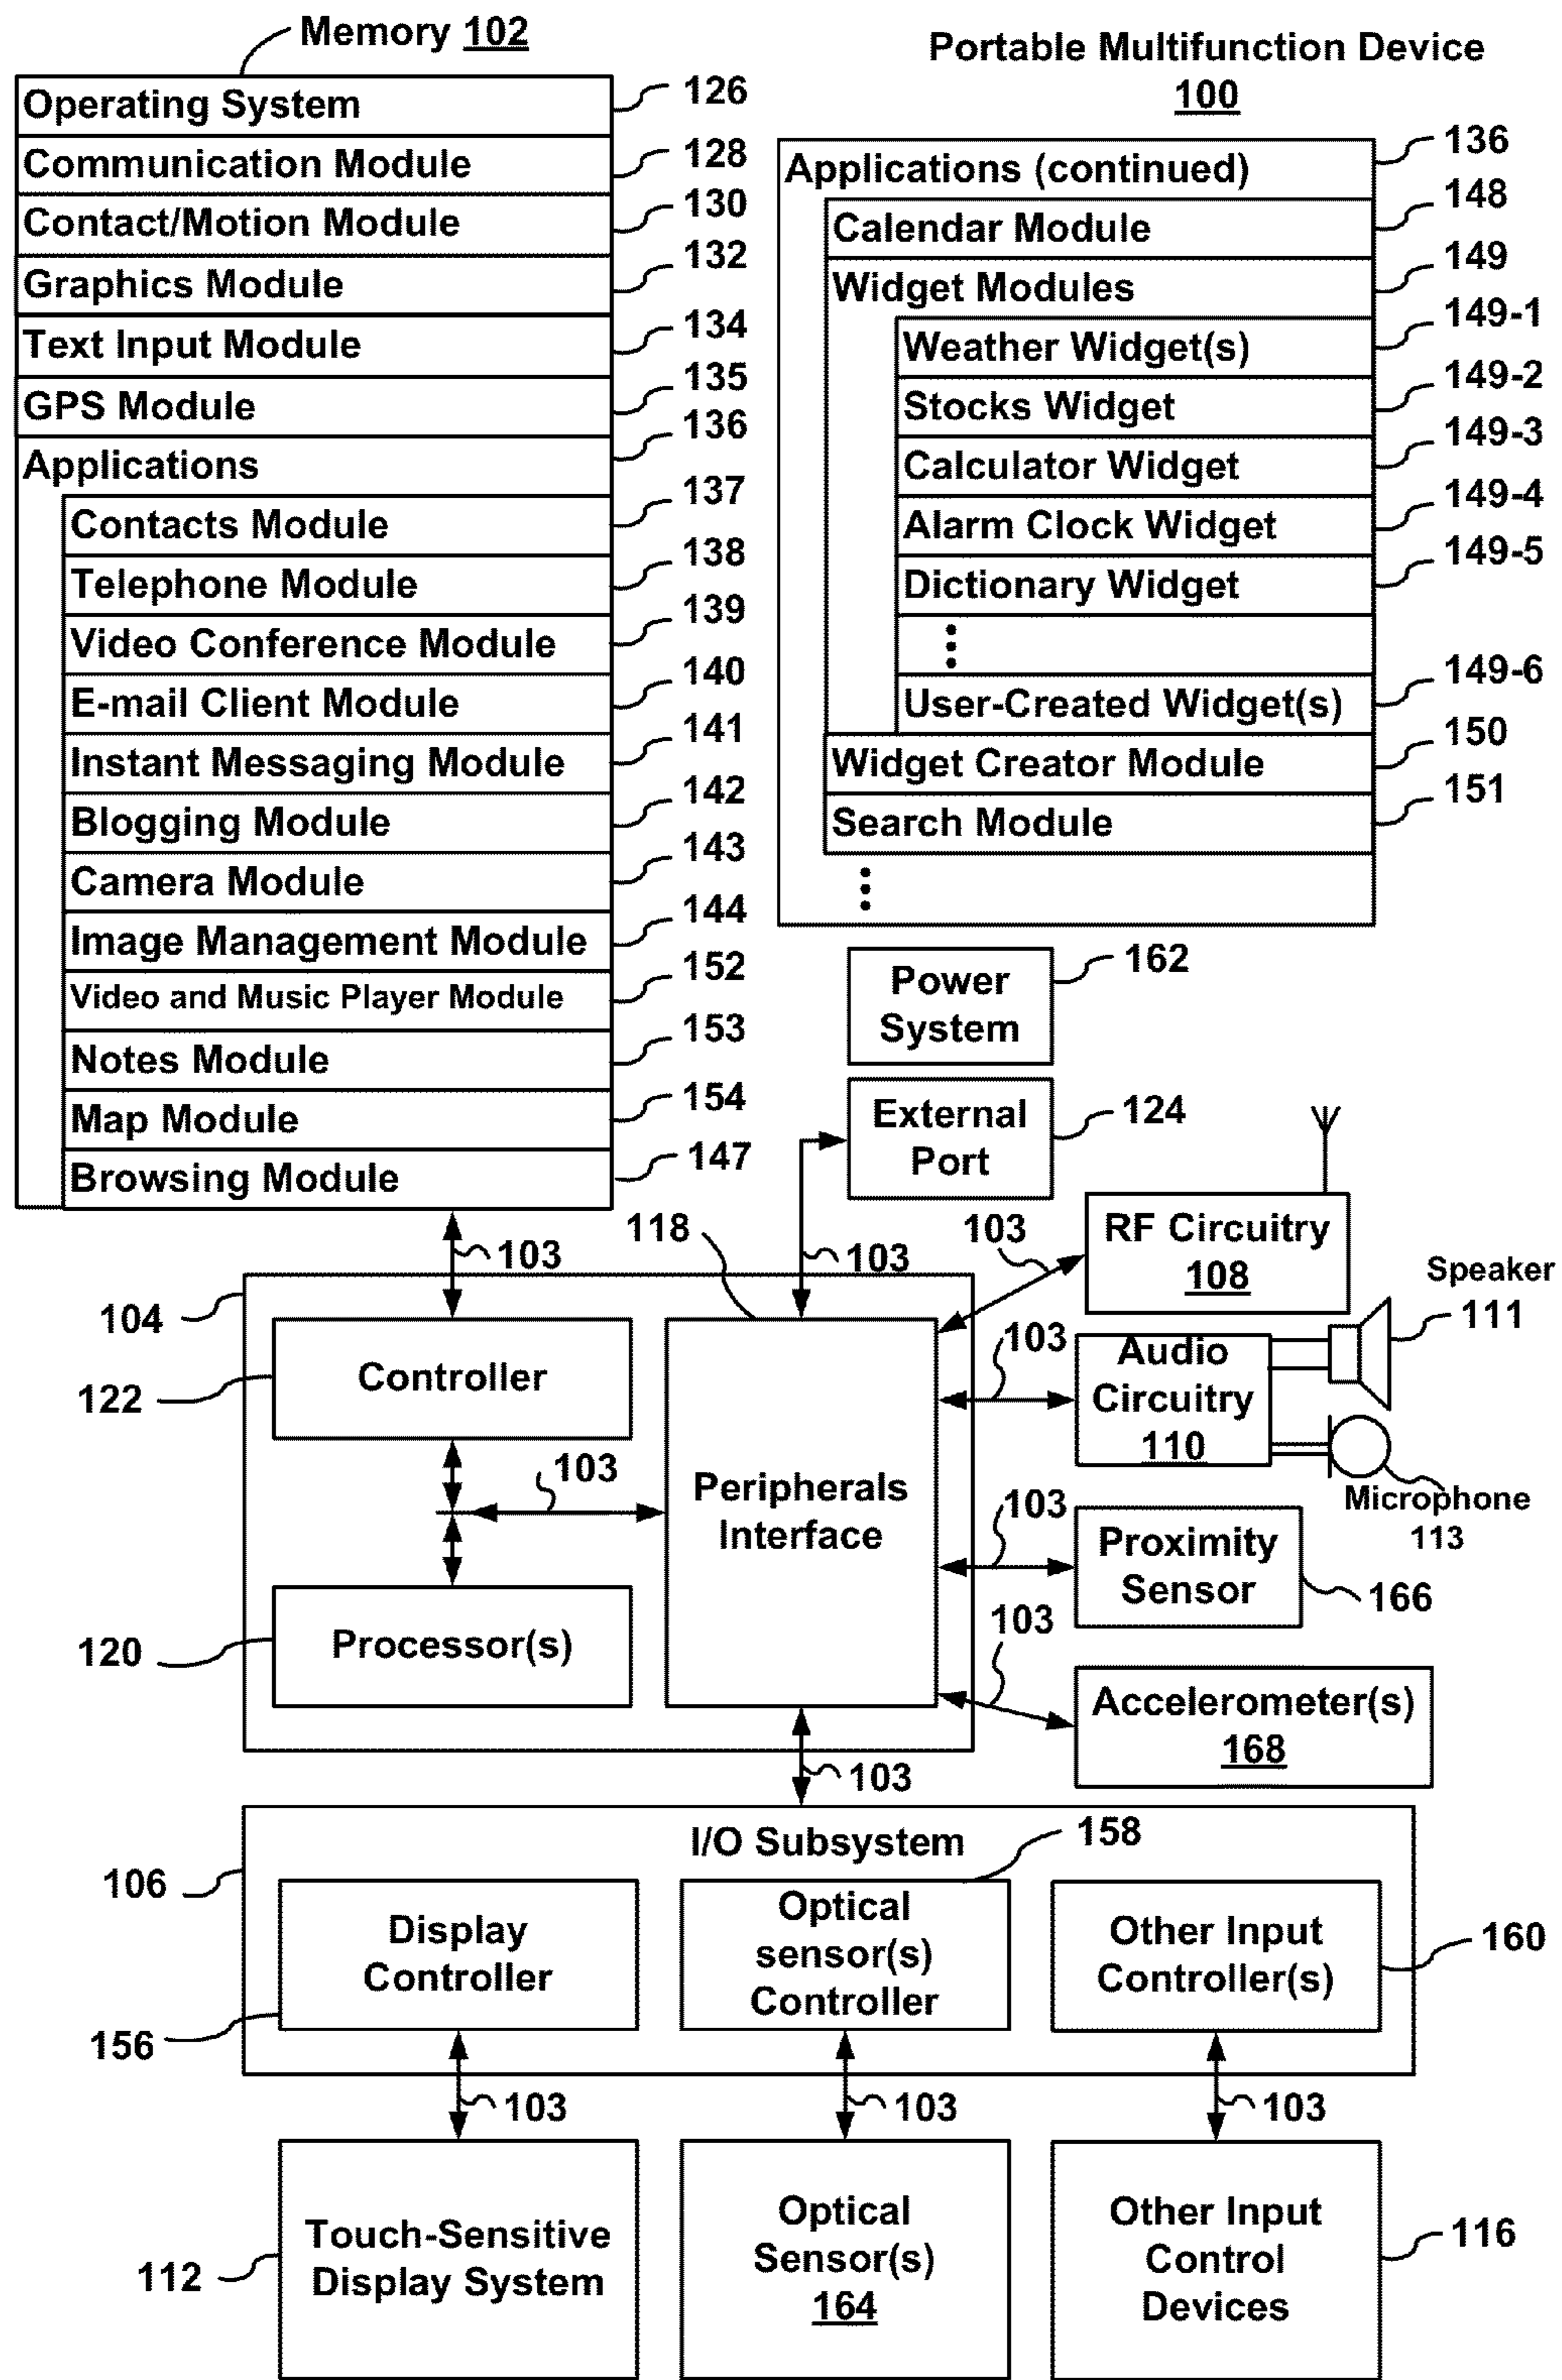 Memory 102
Operating System 126
Communication Module 128
Contact/Motion Module 130
Graphics Module 132
Text Input Module 134
GPS Module 135
Applications 136
Contacts Module 137
Telephone Module 138
Video Conference Module 139
E-mail Client Module 140
Instant Messaging Module 141
Blogging Module 142
Camera Module 143
Image Management Module 144
Video and Music Player Module 152
Notes Module 153
Map Module 154
Browsing Module 147
Portable Multifunction Device
100
Applications (continued) 136
Calendar Module 148
Widget Modules 149
Weather Widget(s) 149-1
Stocks Widget 149-2
Calculator Widget 149-3
Alarm Clock Widget 149-4
Dictionary Widget 149-5
User-Created Widget(s) 149-6
Widget Creator Module 150
Search Module 151
Power
System
162
External
Port
124
103
118
103
103
RF Circuitry
108
Speaker
111
104
Controller
122
103
Audio
Circuitry
110
Microphone
113
103
Peripherals
Interface
103
Proximity
Sensor
166
Processor(s)
120
103
Accelerometer(s)
168
103
I/O Subsystem
106
158
Display
Controller
156
Optical
sensor(s)
Controller
Other Input
Controller(s)
160
103
103
103
Touch-Sensitive
Display System
112
Optical
Sensor(s)
164
Other Input
Control
Devices
116